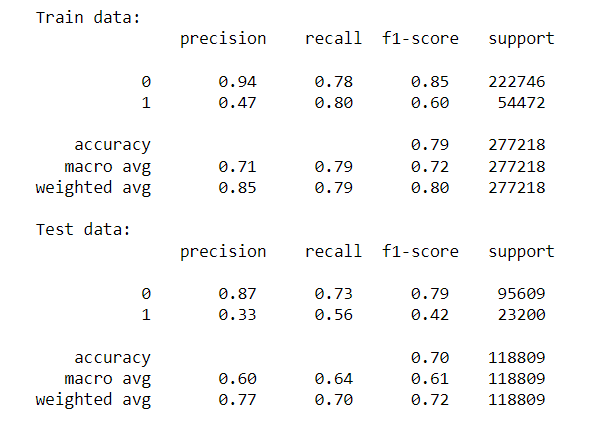 Train data:
precision recall f1-score support
0 0.94 0.78 0.85 222746
1 0.47 0.80 0.60 54472
accuracy 0.79 277218
macro avg 0.71 0.79 0.72 277218
weighted avg 0.85 0.79 0.80 277218
Test data:
precision recall f1-score support
0 0.87 0.73 0.79 95609
1 0.33 0.56 0.42 23200
accuracy 0.70 118809
macro avg 0.60 0.64 0.61 118809
weighted avg 0.77 0.70 0.72 118809